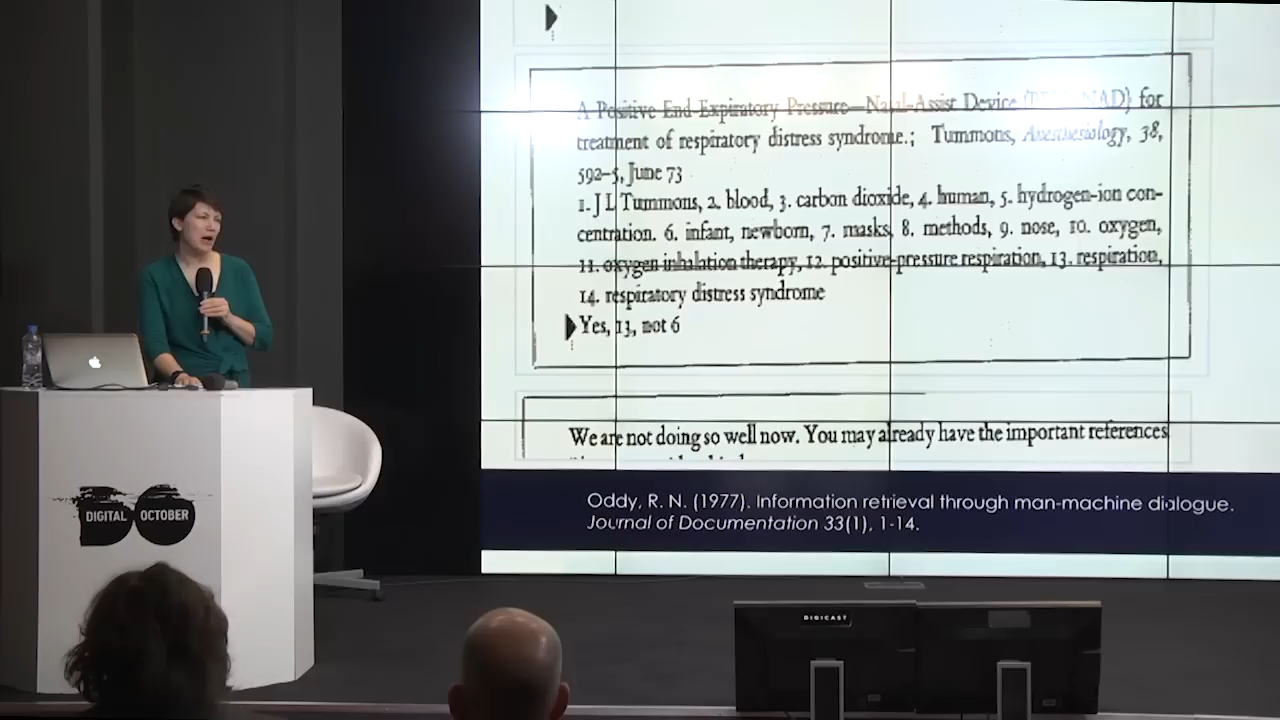 A Positive End-Expiratory Pressure—Natal-Assist Device NAD) for
treatment of respiratory distress syndrome.; Tummons, Anesthesiology, 38,
592-5, June 73
1. J L Tummons, 2. blood, 3. carbon dioxide, 4. human, 5. hydrogen-ion con-
centration. 6. infant, newborn, 7. masks, 8. methods, 9. nose, 10. oxygen,
11. oxygen inhalation therapy, 12. positive-pressure respiration, 13. respiration,
14. respiratory distress syndrome
Yes, 13, not 6
We are not doing so well now. You may already have the important references
Oddy, R. N. (1977). Information retrieval through man-machine dialogue.
Journal of Documentation 33(1), 1-14.
DIGITAL OCTOBER
DIGICAST